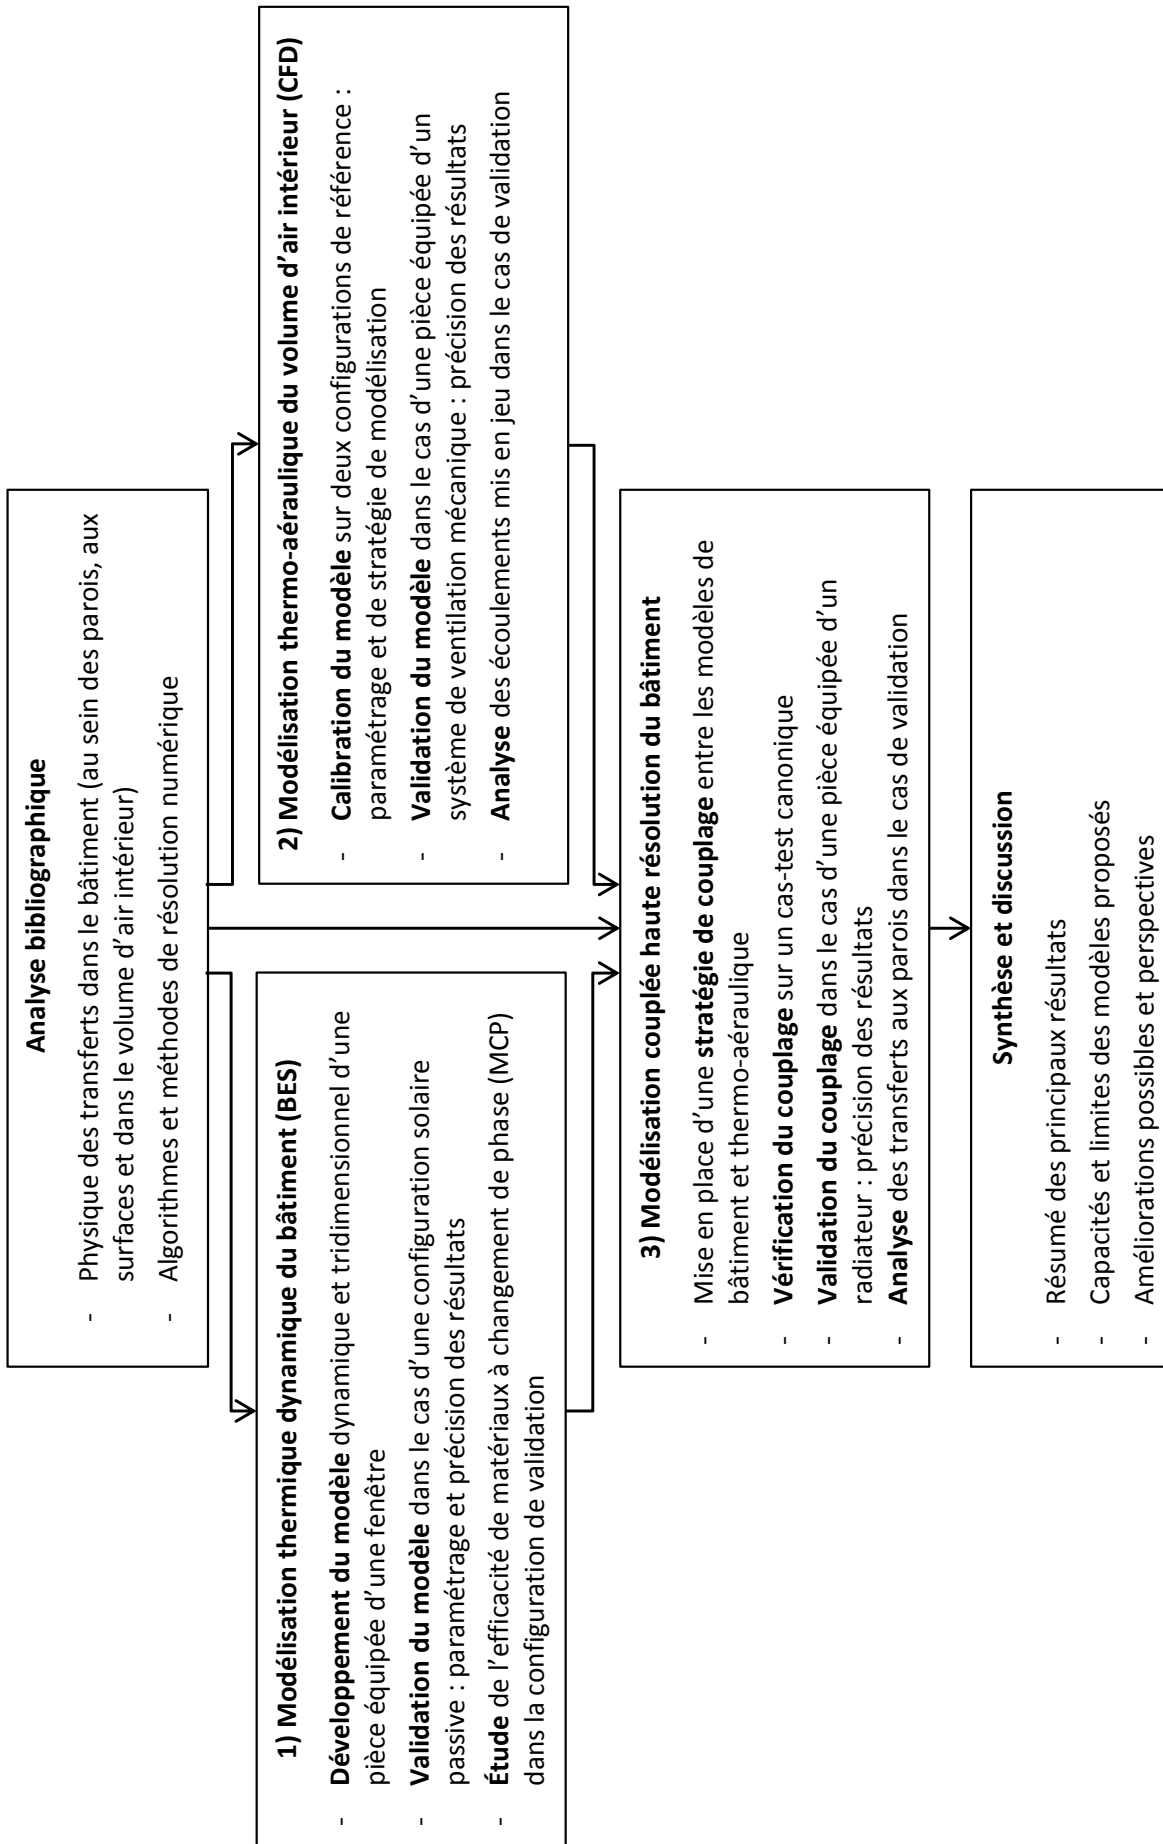 Analyse bibliographique
- Physique des transferts dans le bâtiment (au sein des parois, aux
surfaces et dans le volume d'air intérieur)
- Algorithmes et méthodes de résolution numérique
1) Modélisation thermique dynamique du bâtiment (BES)
- Développement du modèle dynamique et tridimensionnel d'une
pièce équipée d'une fenêtre
- Validation du modèle dans le cas d'une configuration solaire
passive : paramétrage et précision des résultats
- Étude de l'efficacité de matériaux à changement de phase (MCP)
dans la configuration de validation
2) Modélisation thermo-aéraulique du volume d'air intérieur (CFD)
- Calibration du modèle sur deux configurations de référence :
paramétrage et de stratégie de modélisation
- Validation du modèle dans le cas d'une pièce équipée d'un
système de ventilation mécanique : précision des résultats
- Analyse des écoulements mis en jeu dans le cas de validation
3) Modélisation couplée haute résolution du bâtiment
- Mise en place d'une stratégie de couplage entre les modèles de
bâtiment et thermo-aéraulique
- Vérification du couplage sur un cas-test canonique
- Validation du couplage dans le cas d'une pièce équipée d'un
radiateur : précision des résultats
- Analyse des transferts aux parois dans le cas de validation
Synthèse et discussion
- Résumé des principaux résultats
- Capacités et limites des modèles proposés
- Améliorations possibles et perspectives